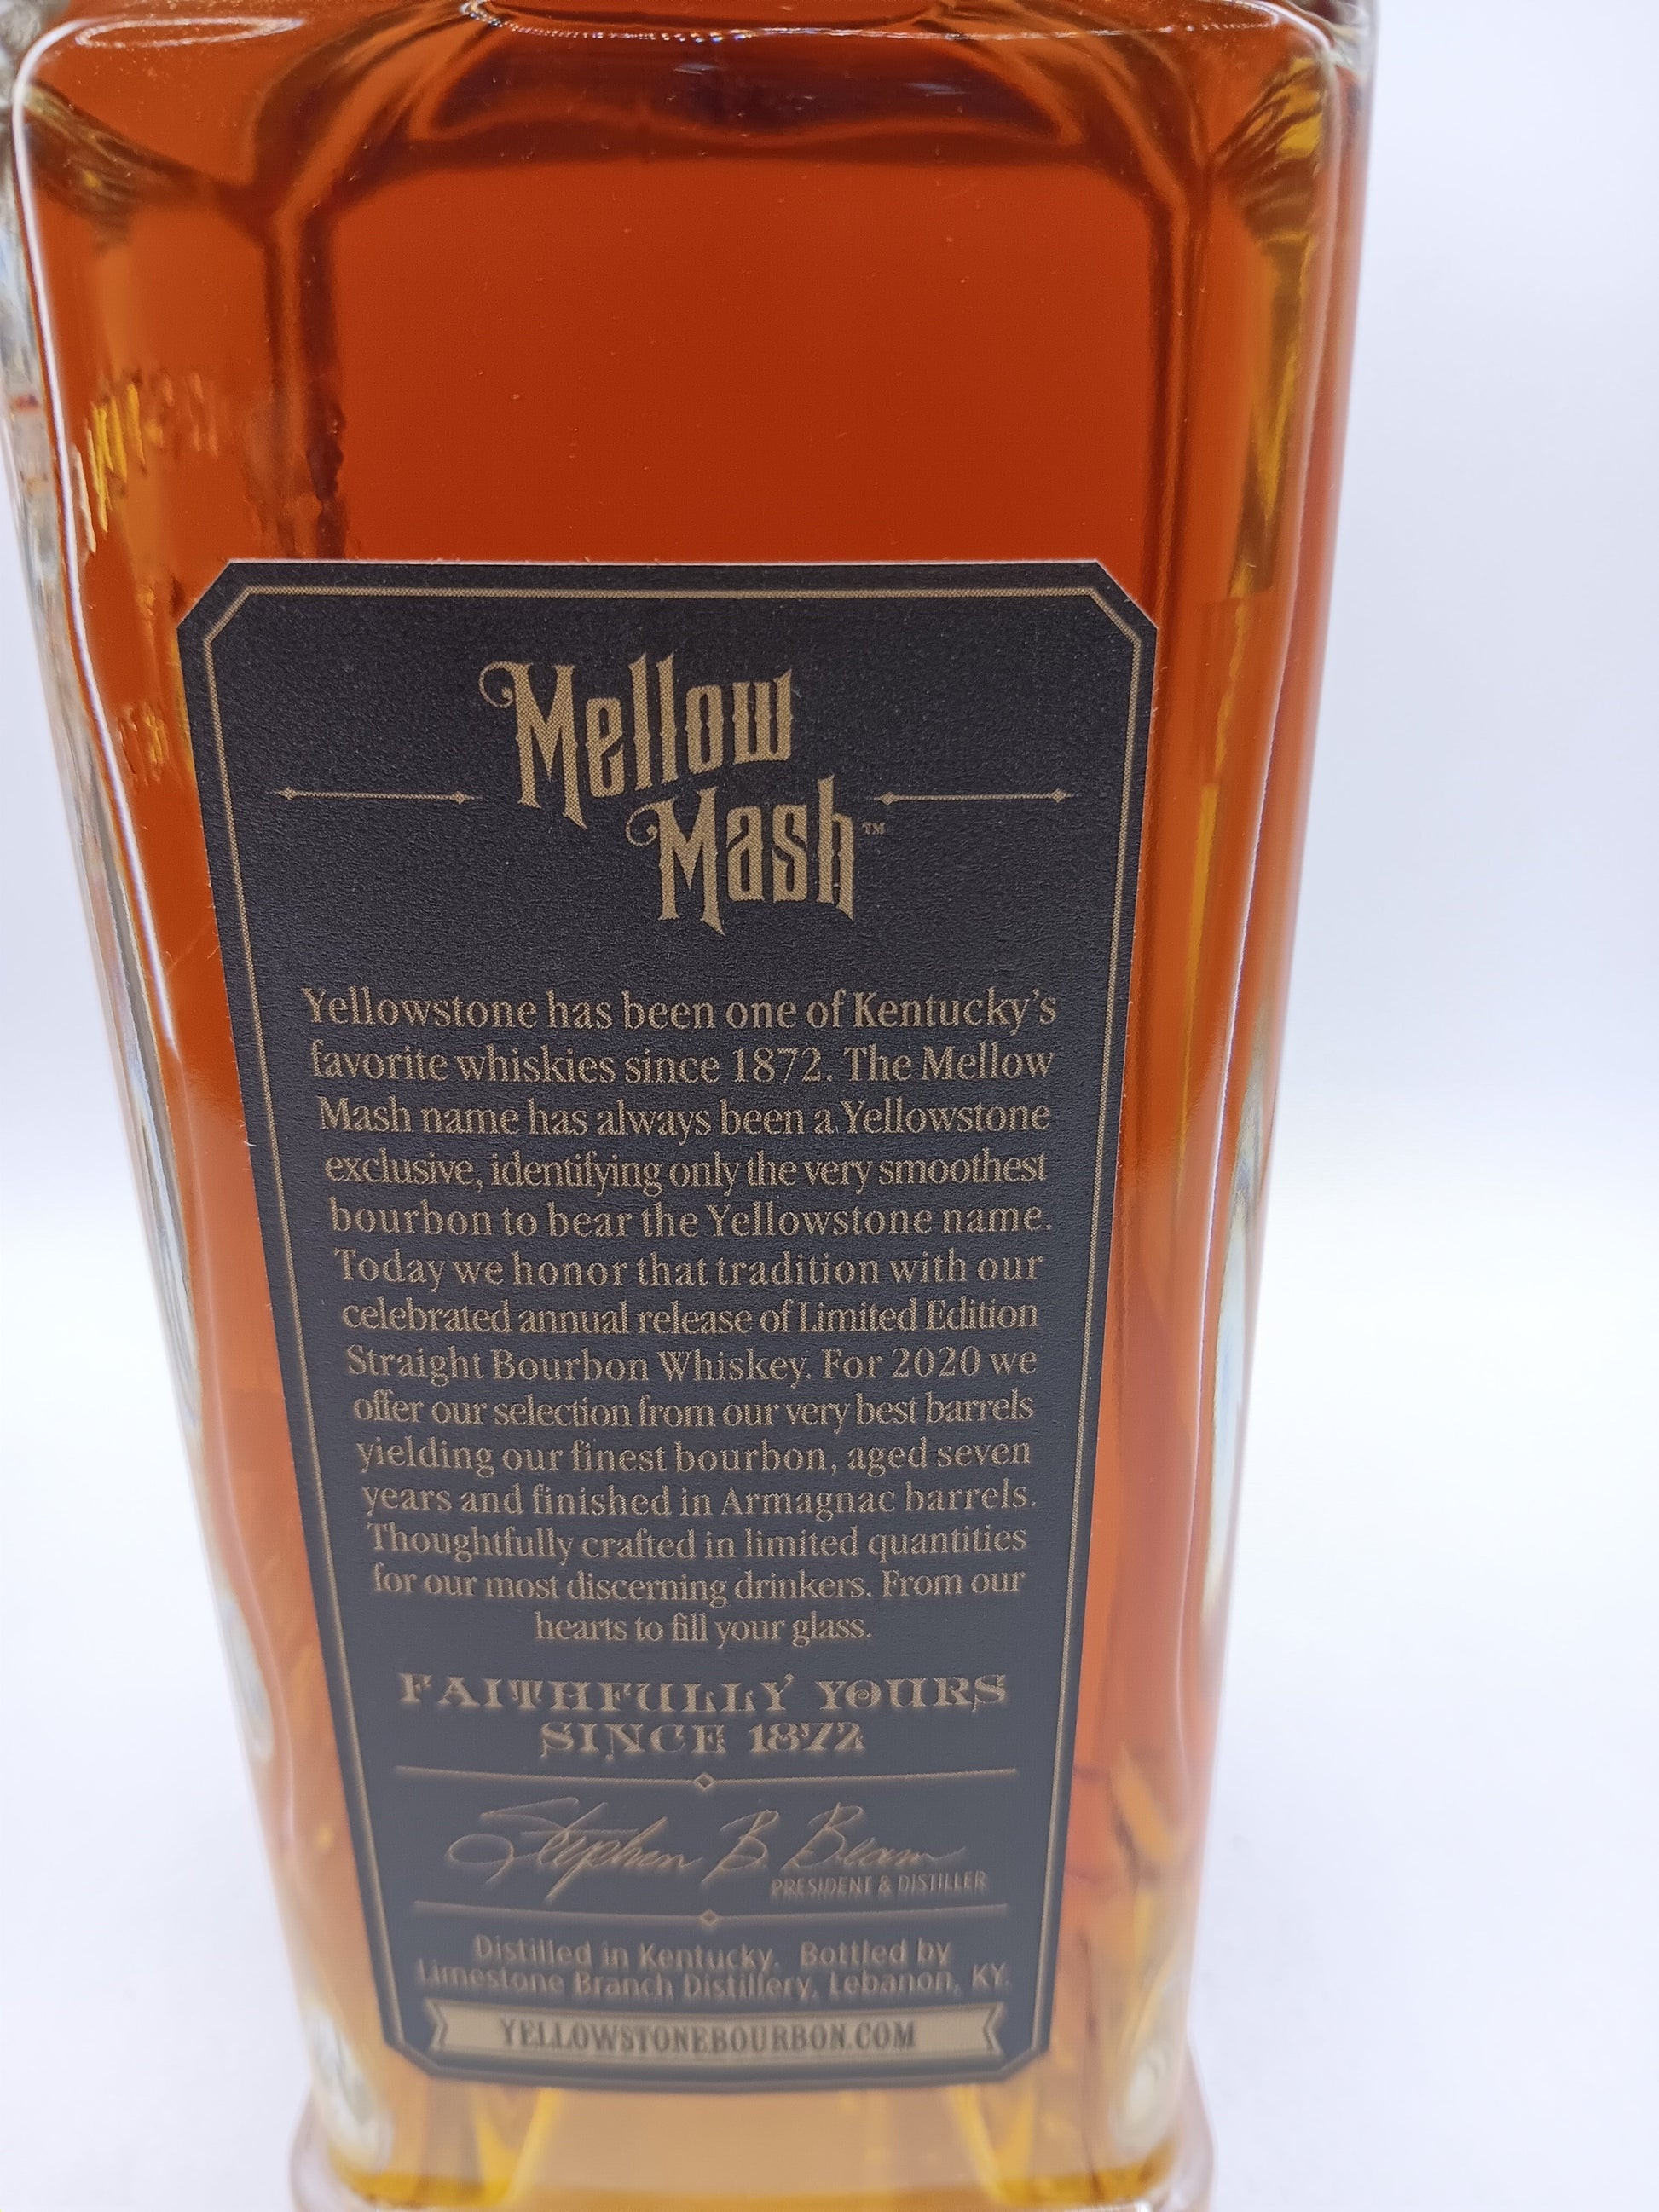 Mellow
Mash™
Yellowstone has been one of Kentucky's
favorite whiskies since 1872. The Mellow
Mash name has always been a Yellowstone
exclusive, identifying only the very smoothest
bourbon to bear the Yellowstone name.
Today we honor that tradition with our
celebrated annual release of Limited Edition
Straight Bourbon Whiskey. For 2020 we
offer our selection from our very best barrels
yielding our finest bourbon, aged seven
years and finished in Armagnac barrels.
Thoughtfully crafted in limited quantities
for our most discerning drinkers. From our
hearts to fill your glass.
FAITHFULLY YOURS
SINCE 1872
Stephen B. Beam
PRESIDENT & DISTILLER
Distilled in Kentucky. Bottled by
Limestone Branch Distillery, Lebanon, KY.
YELLOWSTONEBOURBON.COM